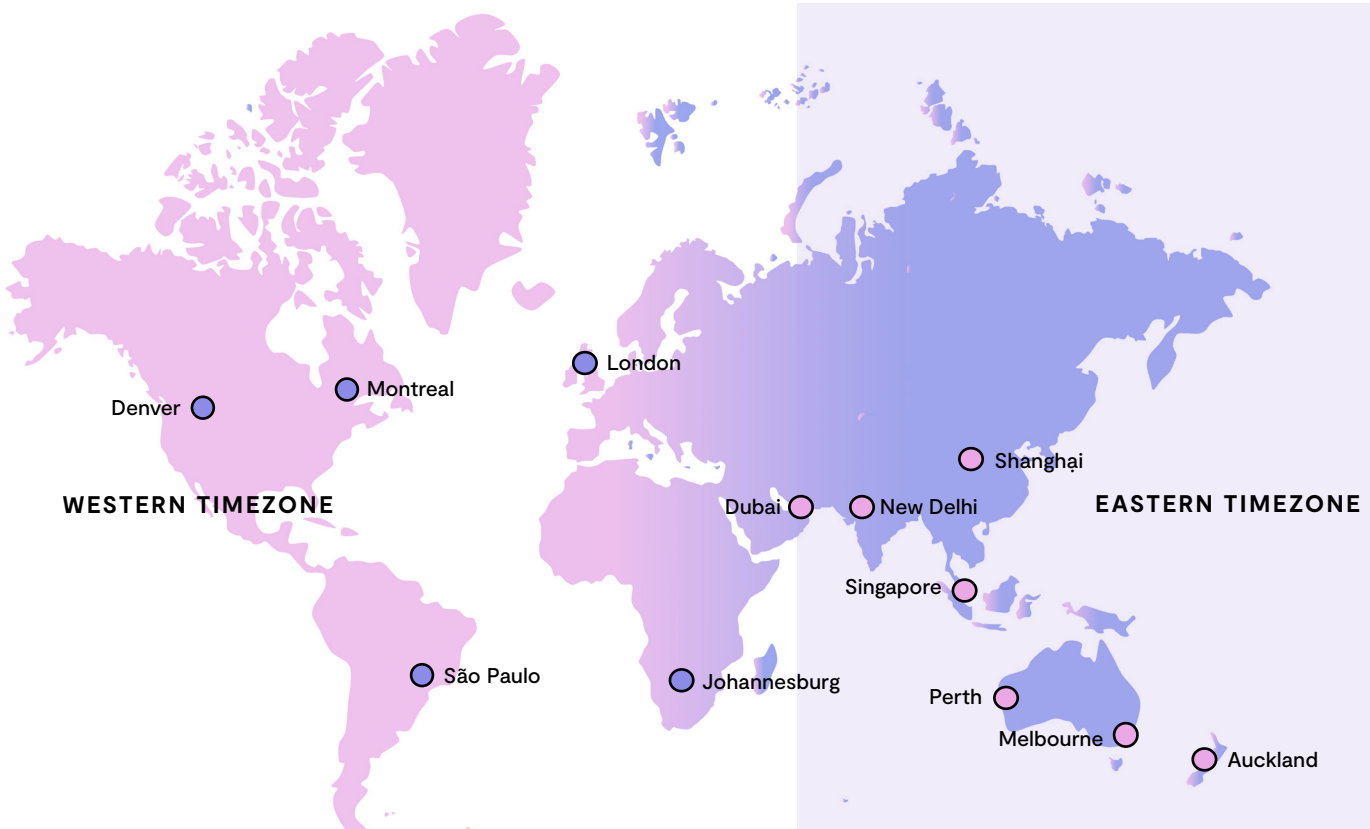 London
Montreal
Denver
Shanghai
WESTERN TIMEZONE
EASTERN TIMEZONE
Dubai
New Delhi
Singapore
São Paulo
Johannesburg
Perth
Melbourne
Auckland